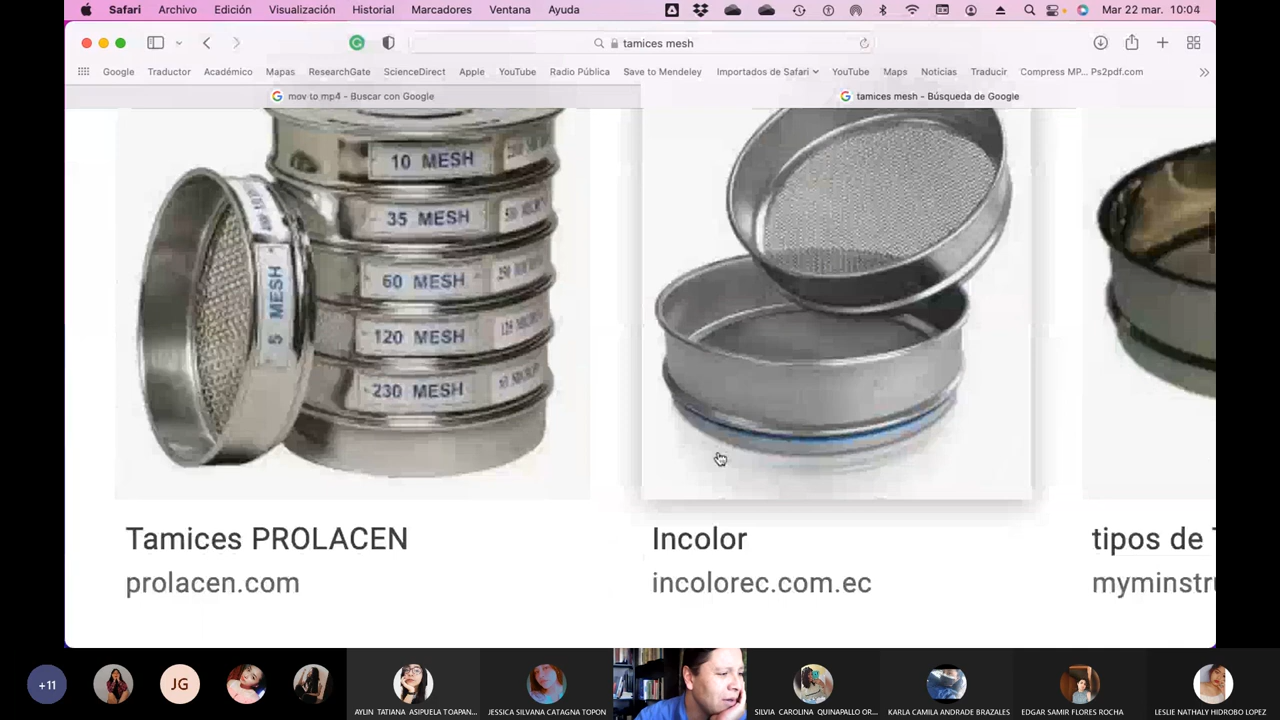 Safari Archivo Edición Visualización Historial Marcadores Ventana Ayuda Mar 22 mar. 10:04
tamices mesh
Google Traductor Académico Mapas ResearchGate ScienceDirect Apple YouTube Radio Pública Save to Mendeley Importados de Safari YouTube Maps Noticias Traducir Compress MP... Ps2pdf.com
mov to mp4 - Buscar con Google
tamices mesh - Búsqueda de Google
10 MESH
35 MESH
60 MESH
120 MESH
230 MESH
5 MESH
Tamices PROLACEN
prolacen.com
Incolor
incolorec.com.ec
tipos de
myminstru
+11
JG
AYLIN TATIANA ASIPUELA TOAPAN...
JESSICA SILVANA CATAGNA TOPON
SILVIA CAROLINA QUINAPALLO OR...
KARLA CAMILA ANDRADE BRAZALES
EDGAR SAMIR FLORES ROCHA
LESLIE NATHALY HIDROBO LOPEZ